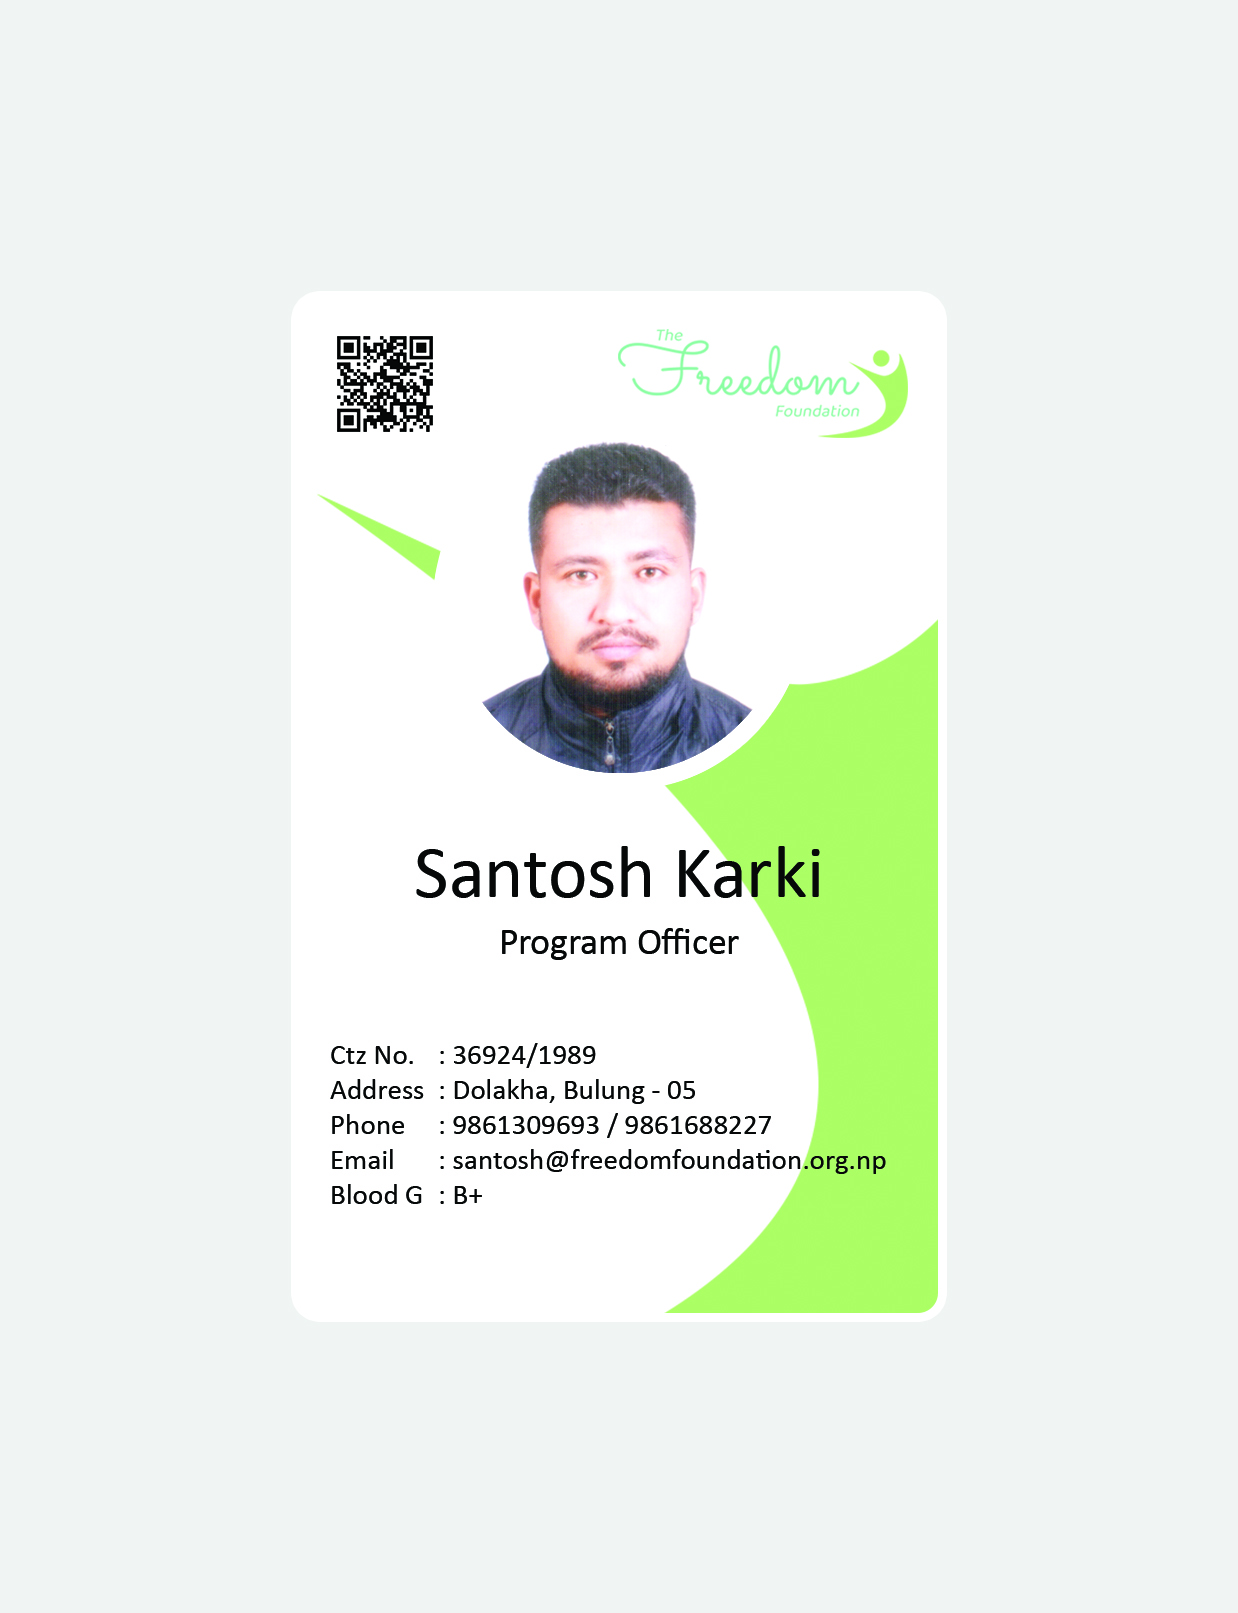 The
Freedom
Foundation
Santosh Karki
Program Officer
Ctz No. : 36924/1989
Address : Dolakha, Bulung - 05
Phone : 9861309693 / 9861688227
Email : santosh@freedomfoundation.org.np
Blood G : B+